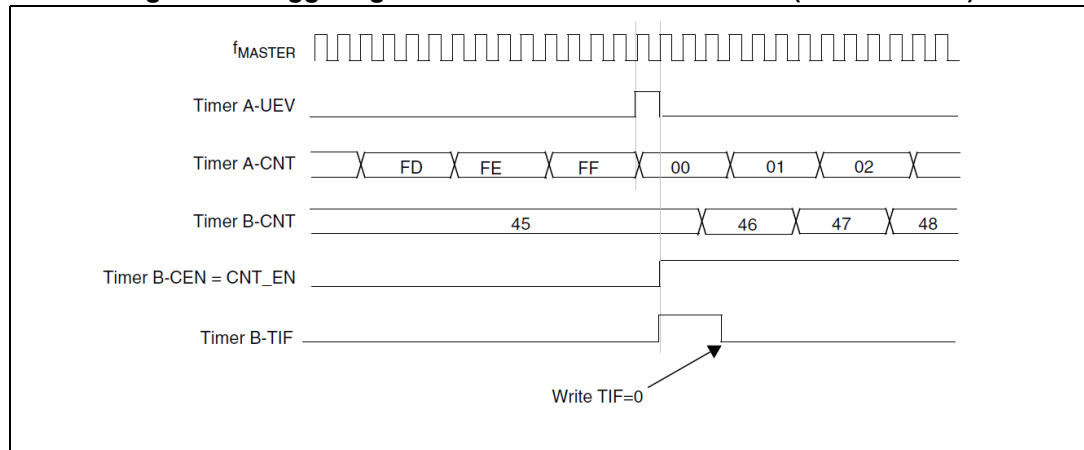 fMASTER
Timer A-UEV
Timer A-CNT FD FE FF 00 01 02
Timer B-CNT 45 46 47 48
Timer B-CEN = CNT_EN
Timer B-TIF
Write TIF=0